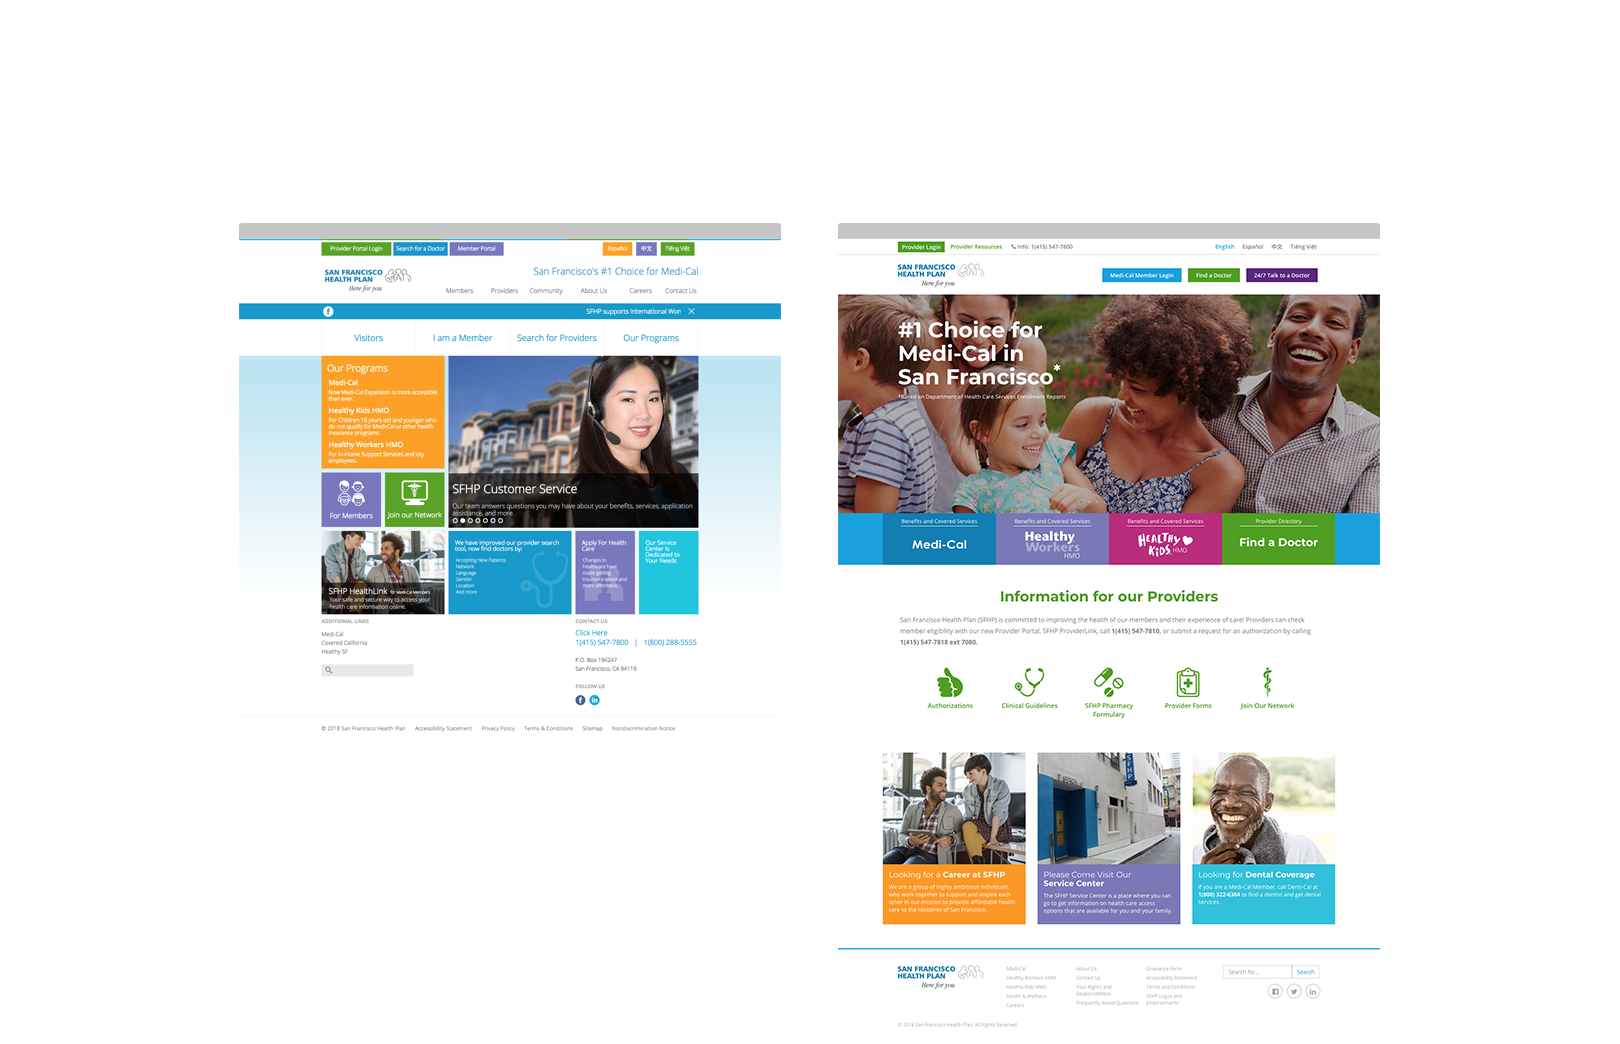 Provider Portal Login
Search for a Doctor
Member Portal
Español
中文
Tiếng Việt
SAN FRANCISCO
HEALTH PLAN
Here for you
San Francisco's #1 Choice for Medi-Cal
Members
Providers
Community
About Us
Careers
Contact Us
SFHP supports International Wor
Visitors
I am a Member
Search for Providers
Our Programs
Our Programs
Medi-Cal
Now Medi-Cal Expansion is more accessible
than ever.
Healthy Kids HMO
For Children 18 years old and younger who
do not qualify for Medi-Cal or other health
insurance programs.
Healthy Workers HMO
For In-Home Support Services and city
employees.
For Members
Join our Network
SFHP Customer Service
Our team answers questions you may have about your benefits, services, application
assistance, and more.
SFHP HealthLink for Medi-Cal Members
Your safe and secure way to access your
health care information online.
We have improved our provider search
tool, now find doctors by:
Accepting New Patients
Network
Language
Gender
Location
And more
Apply For Health
Care
Changes in
healthcare have
made getting
insurance easier and
more affordable.
Our Service
Center is
Dedicated to
Your Needs
ADDITIONAL LINKS
Medi-Cal
Covered California
Healthy SF
CONTACT US
Click Here
1(415) 547-7800 | 1(800) 288-5555
P.O. Box 194247
San Francisco, CA 94119
FOLLOW US
© 2018 San Francisco Health Plan
Accessibility Statement
Privacy Policy
Terms & Conditions
Sitemap
Nondiscrimination Notice
Provider Login
Provider Resources
Info: 1(415) 547-7800
English
Español
中文
Tiếng Việt
SAN FRANCISCO
HEALTH PLAN
Here for you
Medi-Cal Member Login
Find a Doctor
24/7 Talk to a Doctor
#1 Choice for
Medi-Cal in
San Francisco*
*Based on Department of Health Care Services Enrollment Reports
Benefits and Covered Services
Medi-Cal
Benefits and Covered Services
Healthy
Workers
HMO
Benefits and Covered Services
HEALTHY
KIDS HMO
Provider Directory
Find a Doctor
Information for our Providers
San Francisco Health Plan (SFHP) is committed to improving the health of our members and their experience of care! Providers can check
member eligibility with our new Provider Portal, SFHP ProviderLink, call 1(415) 547-7810, or submit a request for an authorization by calling
1(415) 547-7818 ext 7080.
Authorizations
Clinical Guidelines
SFHP Pharmacy
Formulary
Provider Forms
Join Our Network
SFHP
Looking for a Career at SFHP
We are a group of highly ambitious individuals
who work together to support and inspire each
other in our mission to provide affordable health
care to the residents of San Francisco.
Please Come Visit Our
Service Center
The SFHP Service Center is a place where you can
go to get information on health care access
options that are available for you and your family.
Looking for Dental Coverage
If you are a Medi-Cal Member, call Denti-Cal at
1(800) 322-6384 to find a dentist and get dental
services.
SAN FRANCISCO
HEALTH PLAN
Here for you
Medi-Cal
Healthy Workers HMO
Healthy Kids HMO
Health & Wellness
Careers
About Us
Contact Us
Your Rights and
Responsibilities
Frequently Asked Questions
Grievance Form
Accessibility Statement
Terms and Conditions
SFHP Logos and
Endorsements
Search for...
Search
© 2018 San Francisco Health Plan. All Rights Reserved.